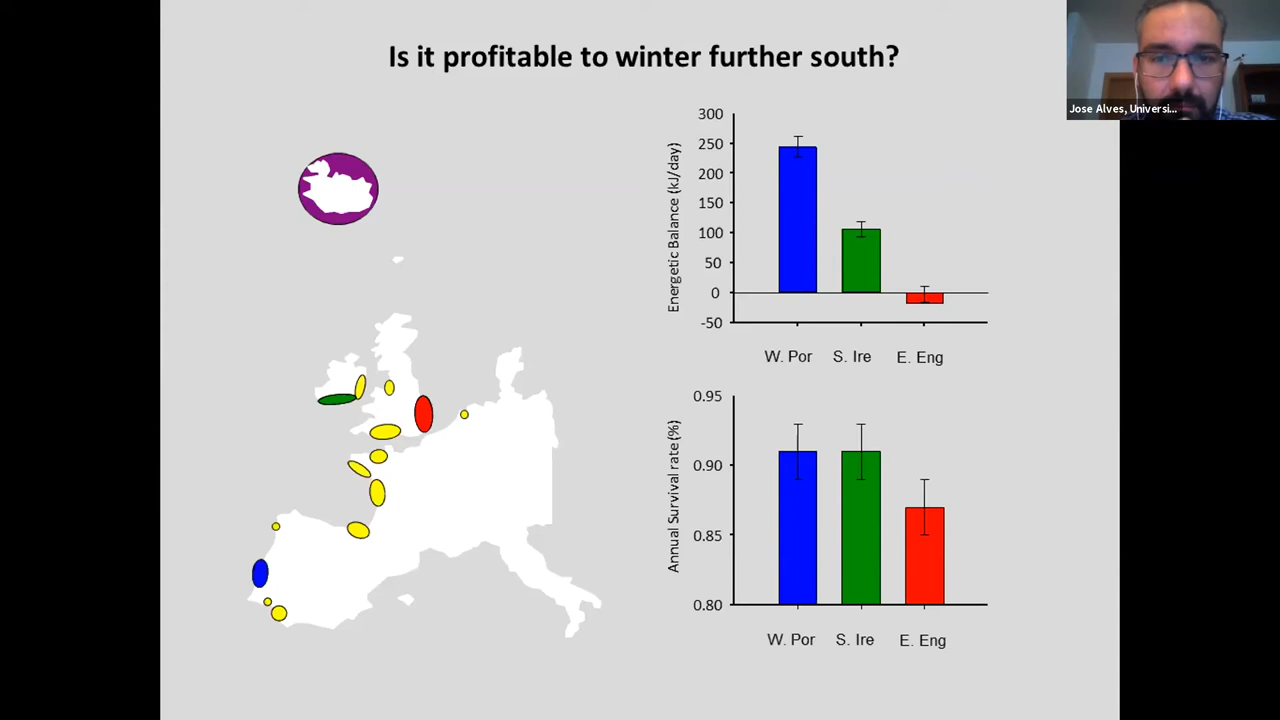 Is it profitable to winter further south?
Jose Alves, Universi...
Energetic Balance (kJ/day)
300
250
200
150
100
50
0
-50
W. Por S. Ire E. Eng
Annual Survival rate (%)
0.95
0.90
0.85
0.80
W. Por S. Ire E. Eng